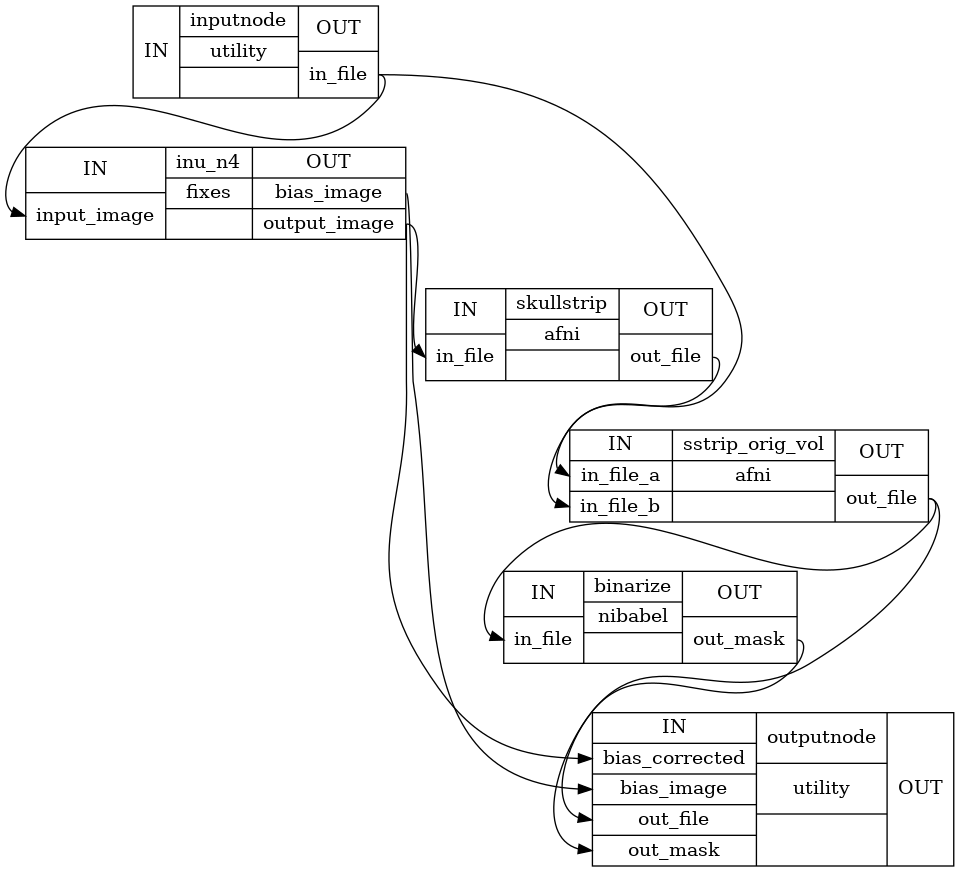 IN
inputnode
utility
OUT
in_file
IN
input_image
inu_n4
fixes
OUT
bias_image
output_image
IN
in_file
skullstrip
afni
OUT
out_file
IN
in_file_a
in_file_b
sstrip_orig_vol
afni
OUT
out_file
IN
in_file
binarize
nibabel
OUT
out_mask
IN
bias_corrected
bias_image
out_file
out_mask
outputnode
utility
OUT